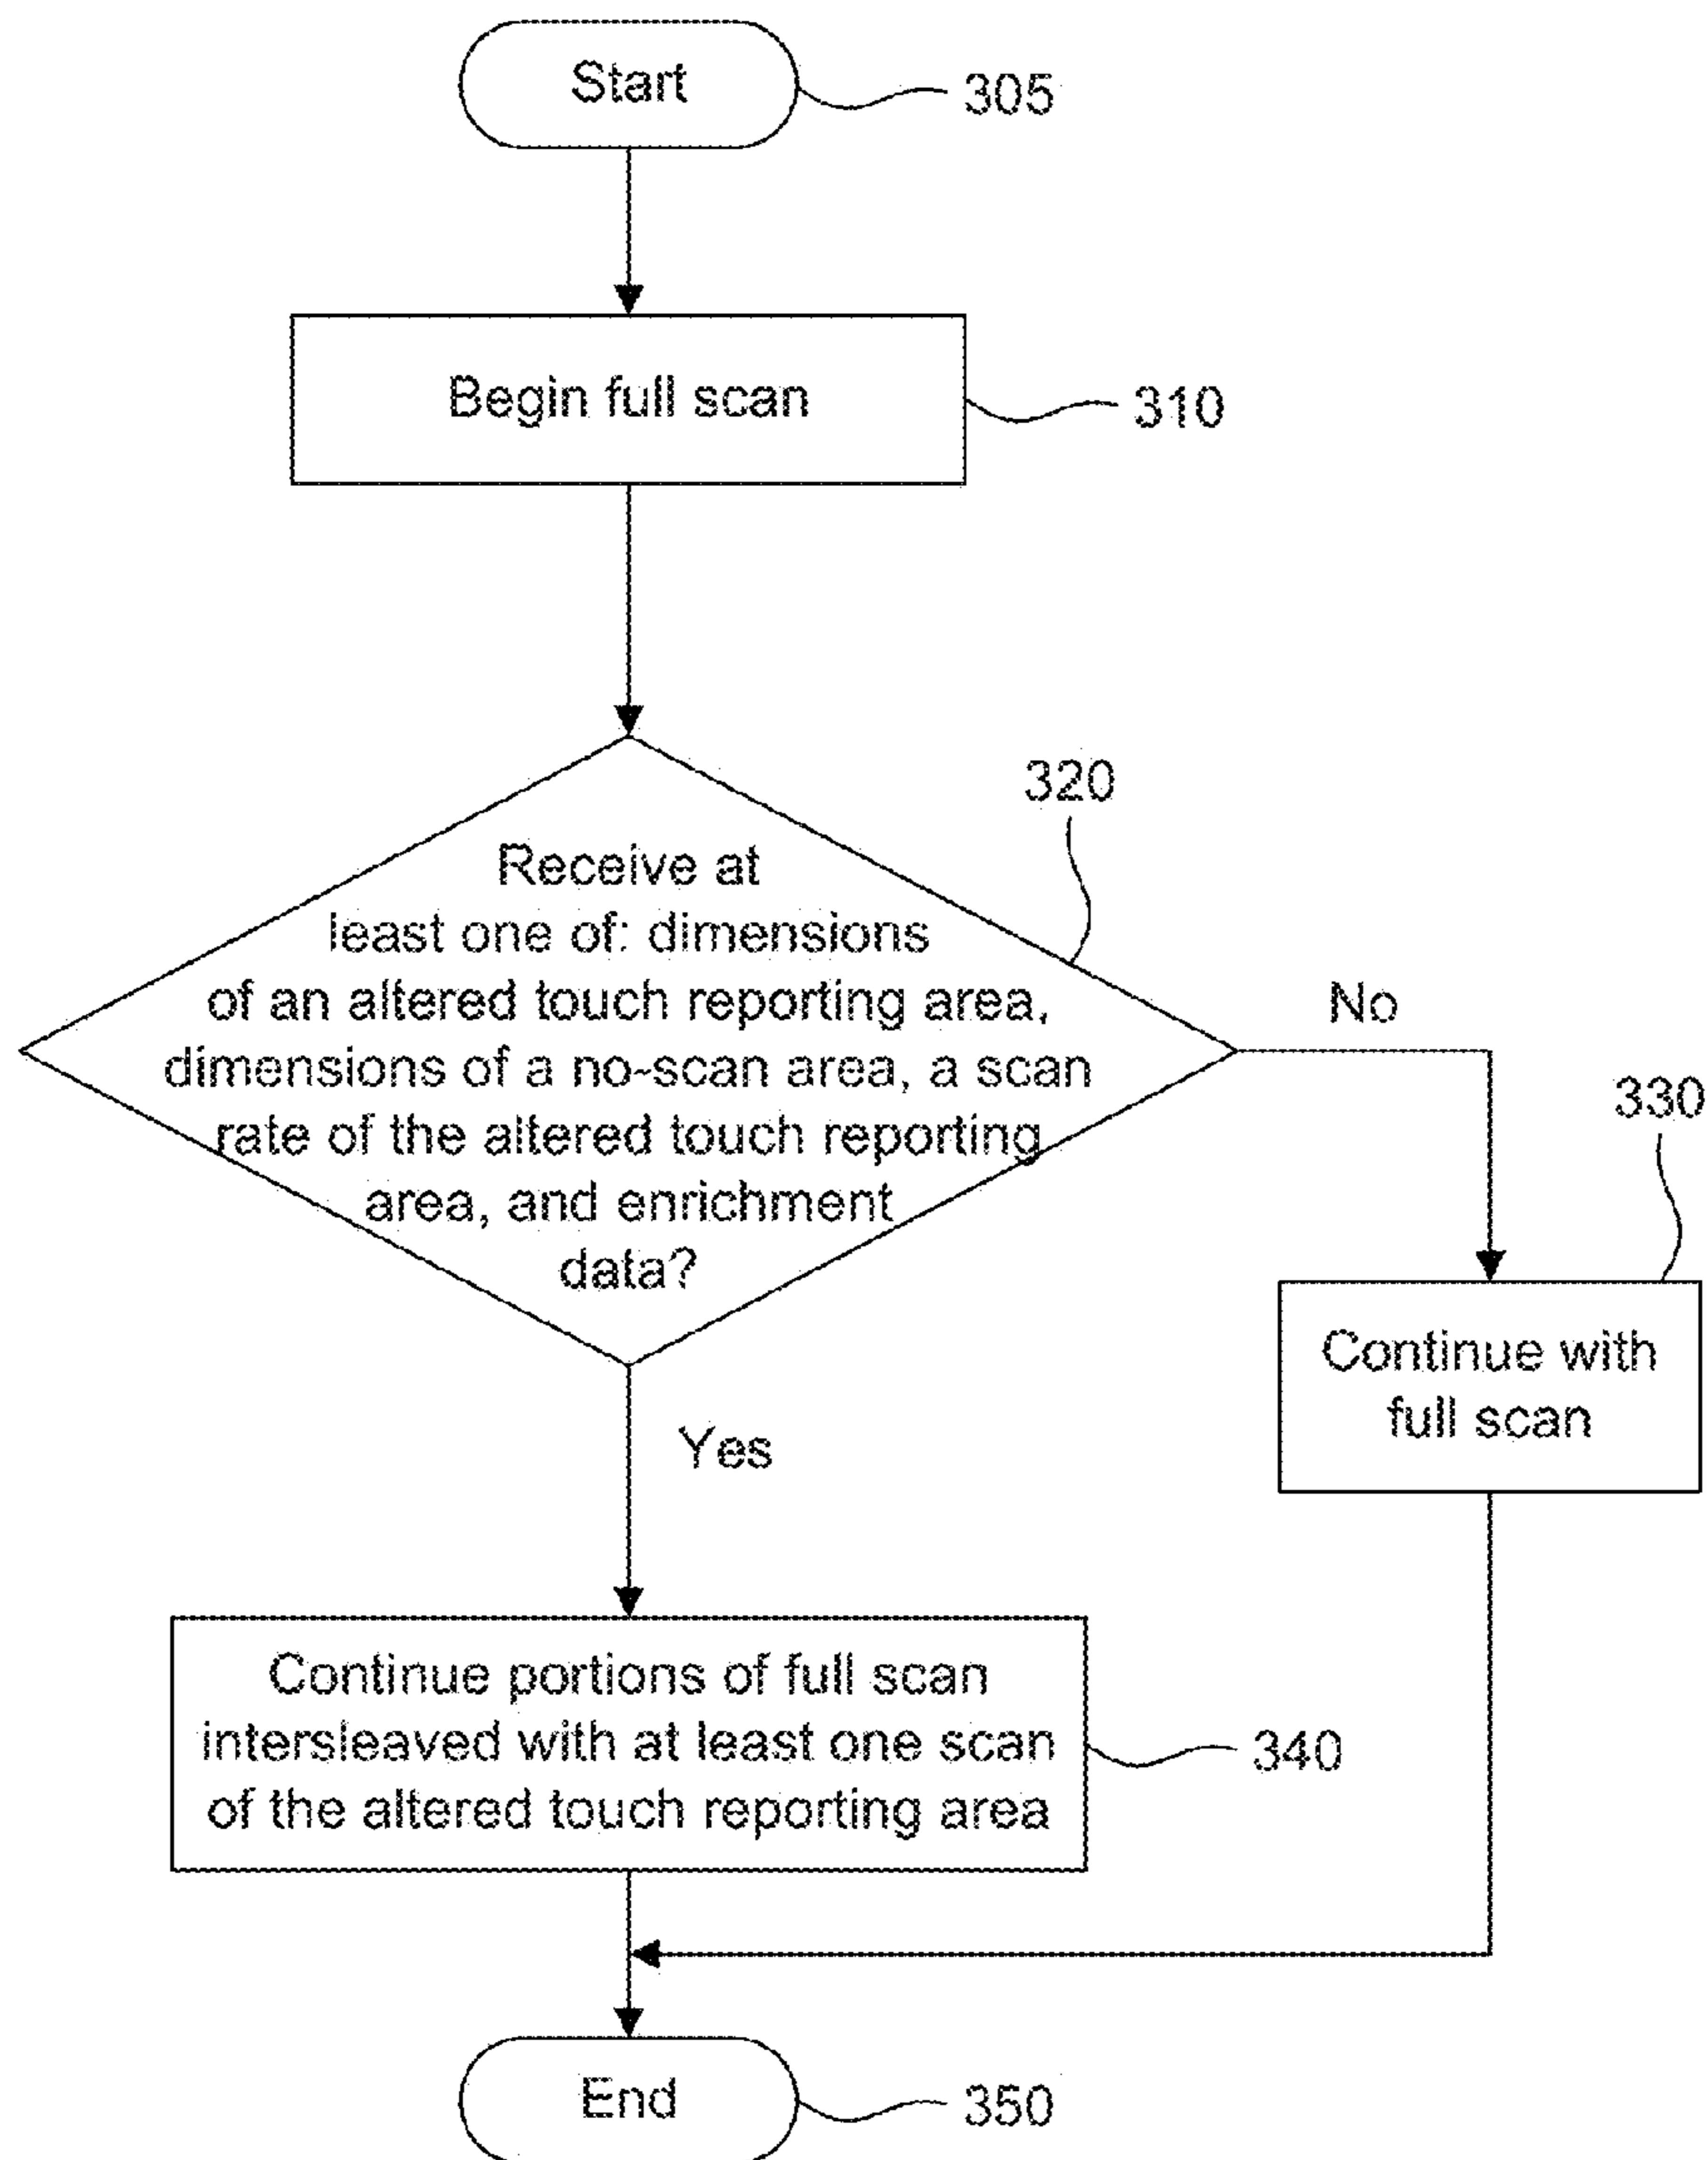 Start
305
Begin full scan
310
320
Receive at
least one of: dimensions
of an altered touch reporting area,
dimensions of a no-scan area, a scan
rate of the altered touch reporting
area, and enrichment
data?
No
330
Continue with
full scan
Yes
Continue portions of full scan
intersleaved with at least one scan
of the altered touch reporting area
340
End
350